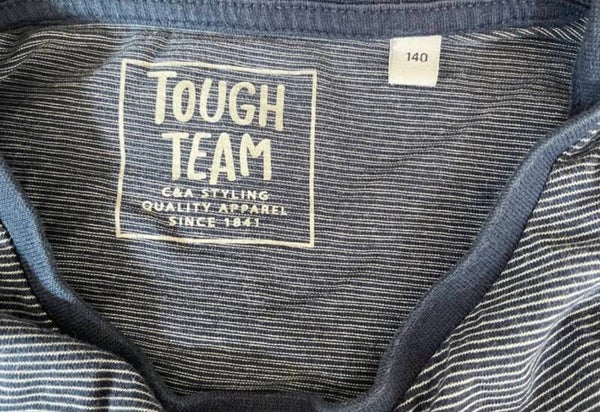 TOUGH
TEAM
C&A STYLING
QUALITY APPAREL
SINCE 1841
140